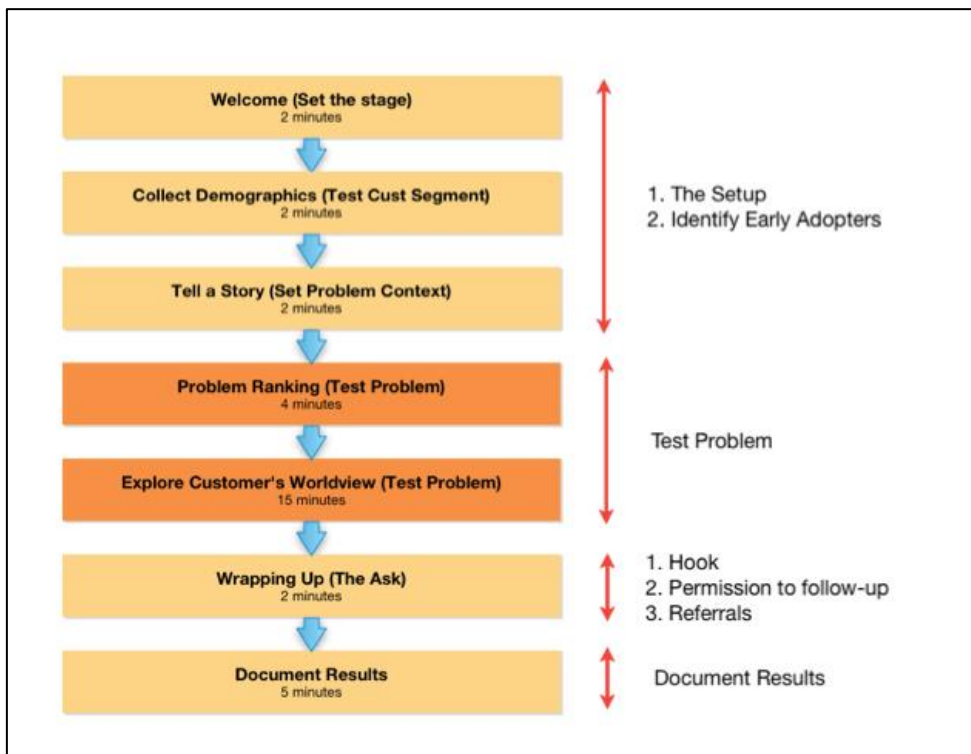 Welcome (Set the stage)
2 minutes
Collect Demographics (Test Cust Segment)
2 minutes
Tell a Story (Set Problem Context)
2 minutes
1. The Setup
2. Identify Early Adopters
Problem Ranking (Test Problem)
4 minutes
Explore Customer's Worldview (Test Problem)
15 minutes
Test Problem
Wrapping Up (The Ask)
2 minutes
1. Hook
2. Permission to follow-up
3. Referrals
Document Results
5 minutes
Document Results